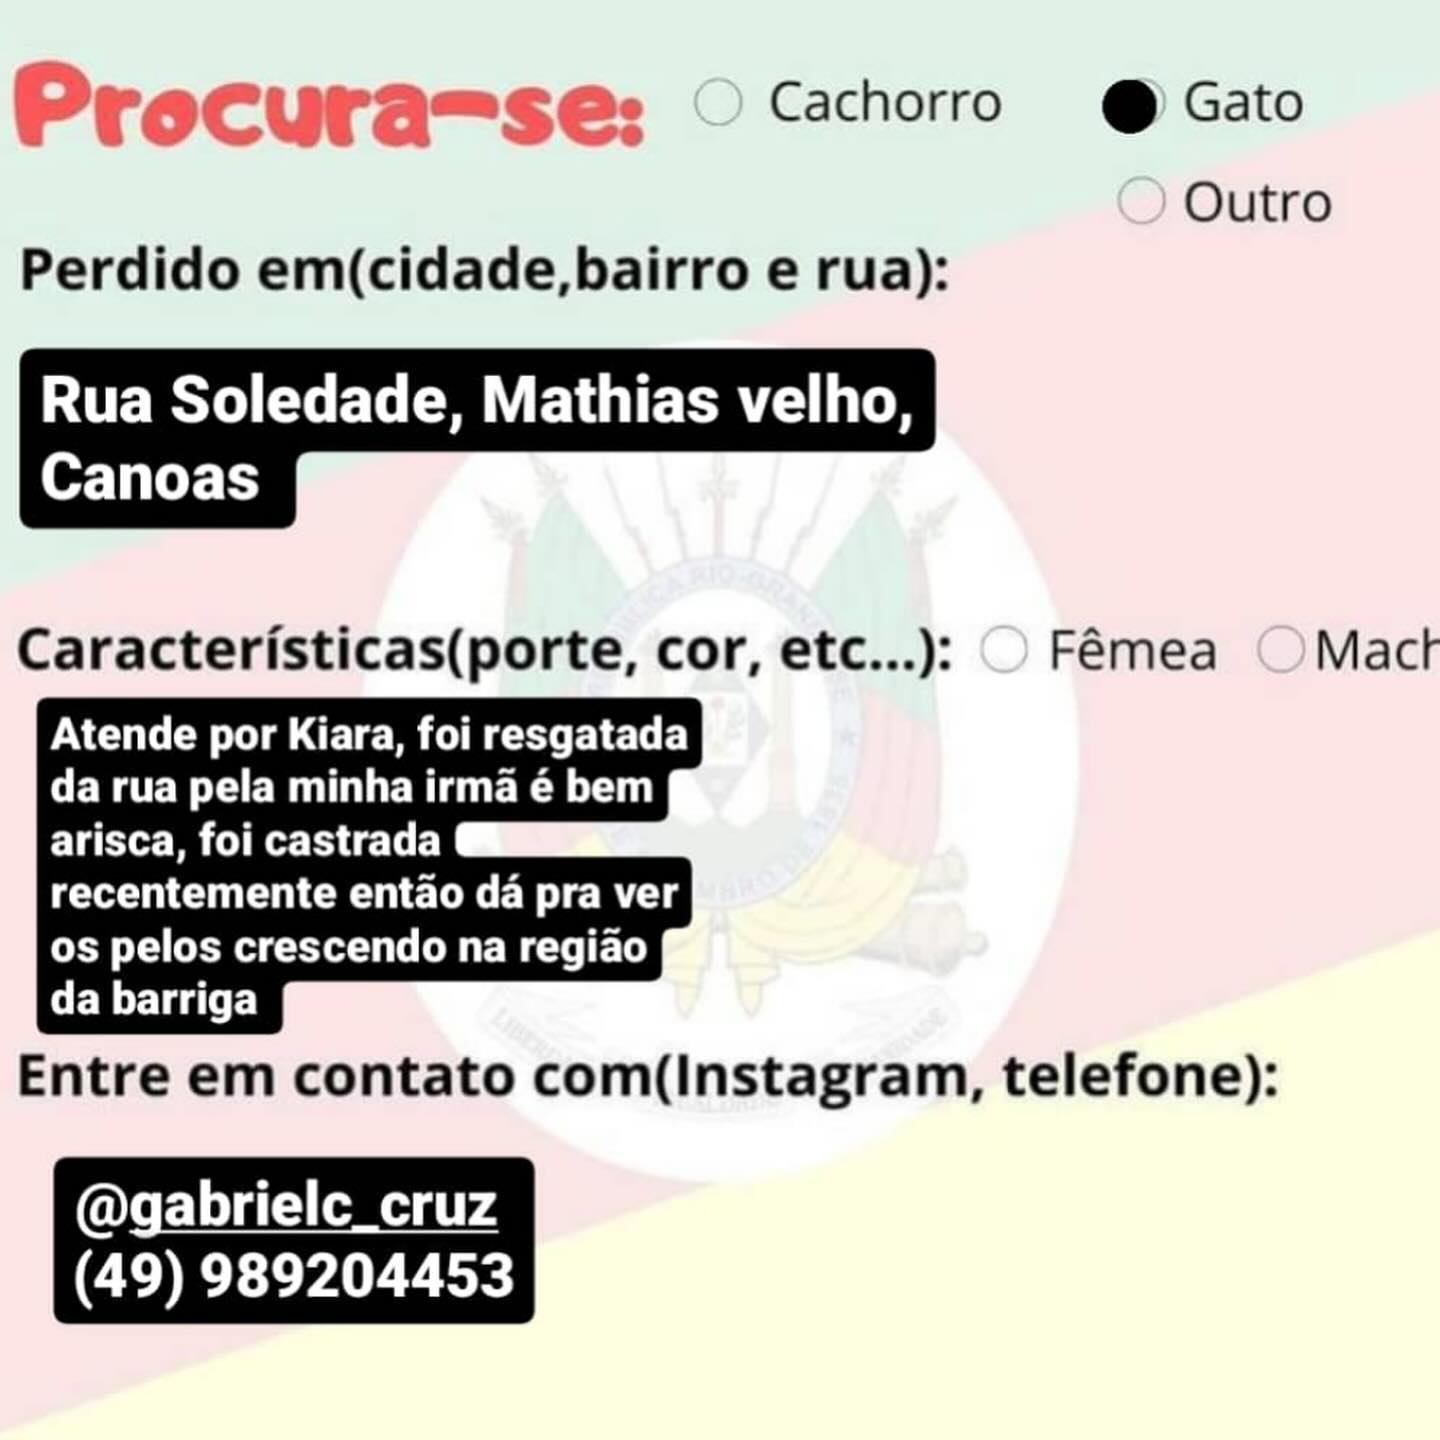 Procura-se:
Cachorro
Gato
Outro
Perdido em(cidade,bairro e rua):
Rua Soledade, Mathias velho,
Canoas
Características(porte, cor, etc...): Fêmea Mach
Atende por Kiara, foi resgatada
da rua pela minha irmã é bem
arisca, foi castrada
recentemente então dá pra ver
os pelos crescendo na região
da barriga
Entre em contato com(Instagram, telefone):
@gabrielc_cruz
(49) 989204453